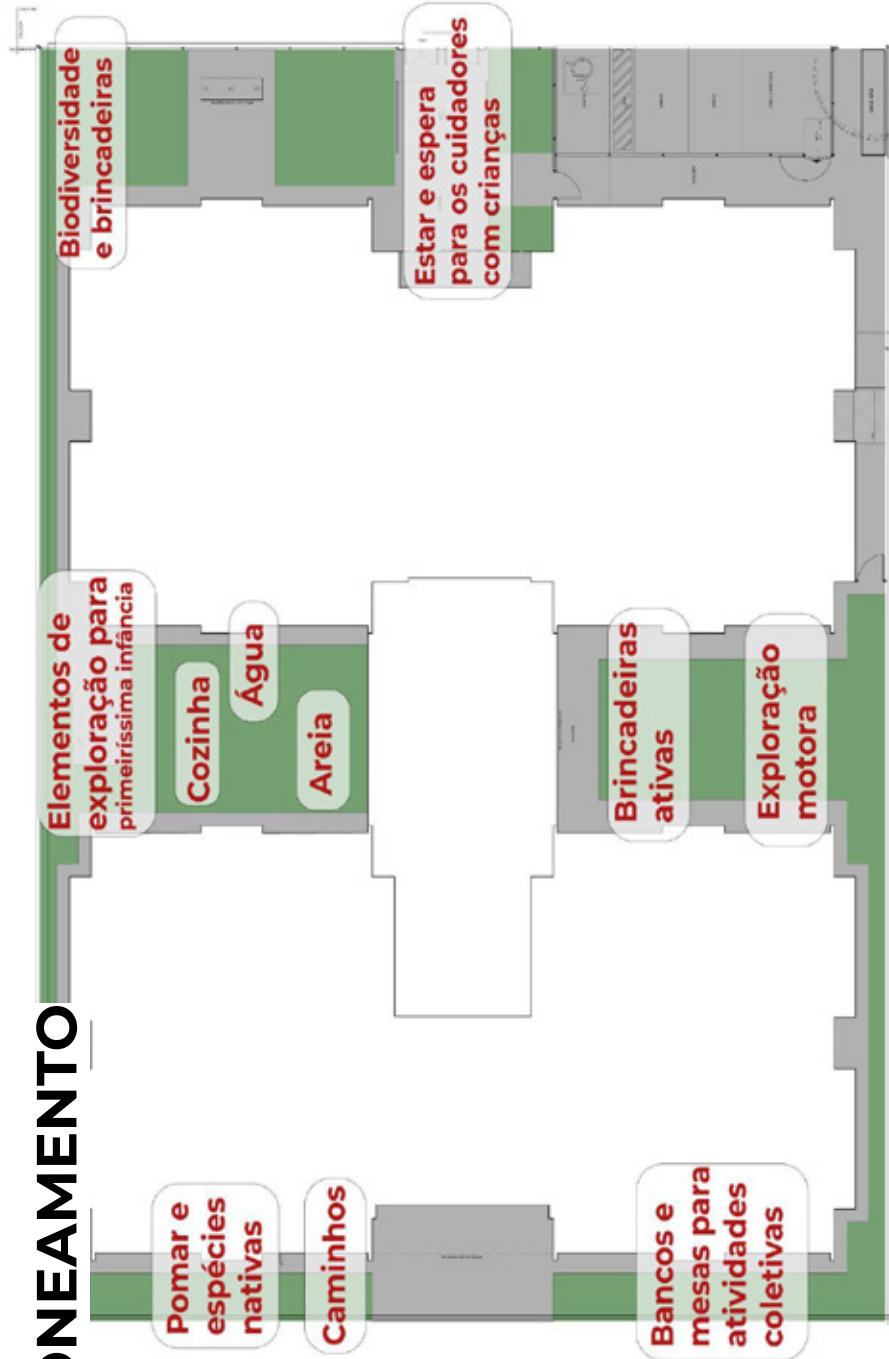 ONEAMENTO
Elementos de
exploração para
primeiríssima infância
Biodiversidade
e brincadeiras
Pomar e
espécies
nativas
Cozinha
Água
Areia
Caminhos
Estar e espera
para os cuidadores
com crianças
Brincadeiras
ativas
Bancos e
mesas para
atividades
coletivas
Exploração
motora